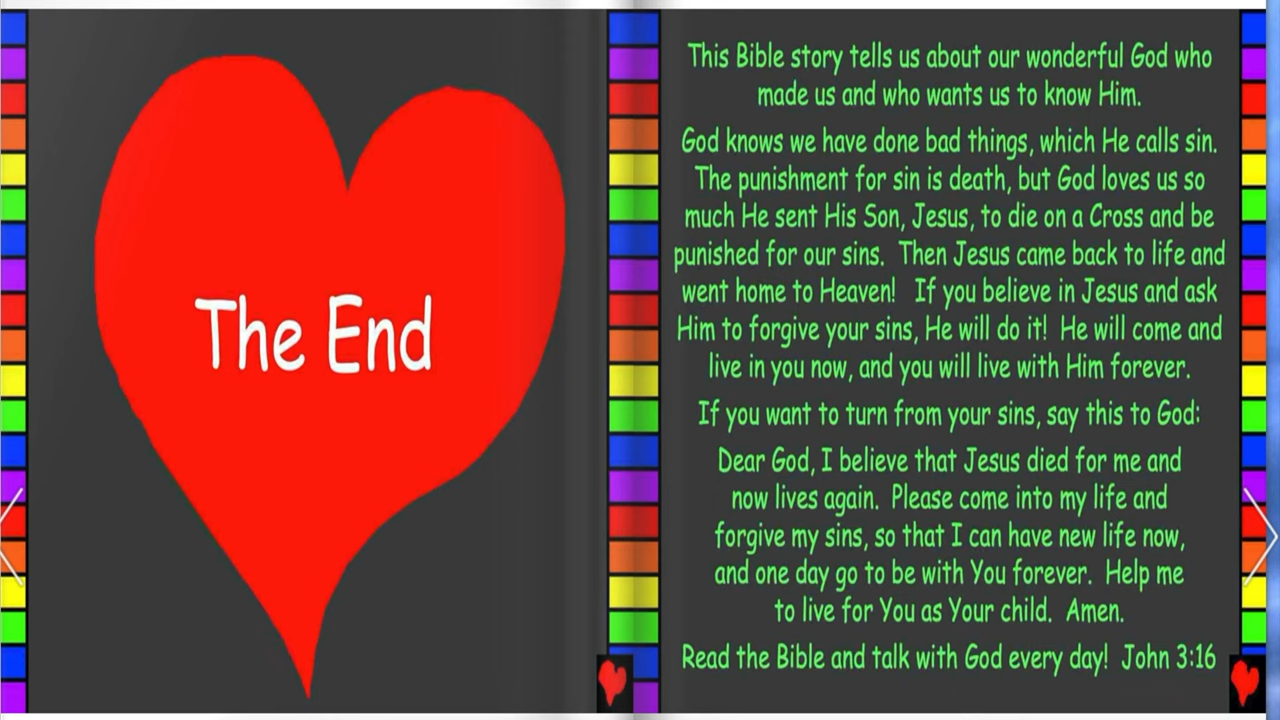 The End
This Bible story tells us about our wonderful God who
made us and who wants us to know Him.
God knows we have done bad things, which He calls sin.
The punishment for sin is death, but God loves us so
much He sent His Son, Jesus, to die on a Cross and be
punished for our sins. Then Jesus came back to life and
went home to Heaven! If you believe in Jesus and ask
Him to forgive your sins, He will do it! He will come and
live in you now, and you will live with Him forever.
If you want to turn from your sins, say this to God:
Dear God, I believe that Jesus died for me and
now lives again. Please come into my life and
forgive my sins, so that I can have new life now,
and one day go to be with You forever. Help me
to live for You as Your child. Amen.
Read the Bible and talk with God every day! John 3:16